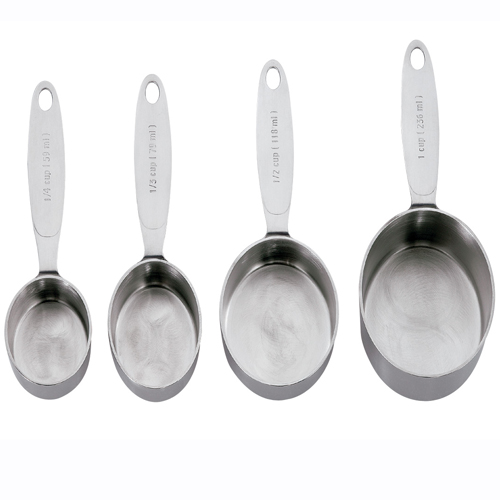 1/4 cup ( 59 ml )
1/3 cup ( 79 ml )
1/2 cup ( 118 ml )
1 cup ( 236 ml )